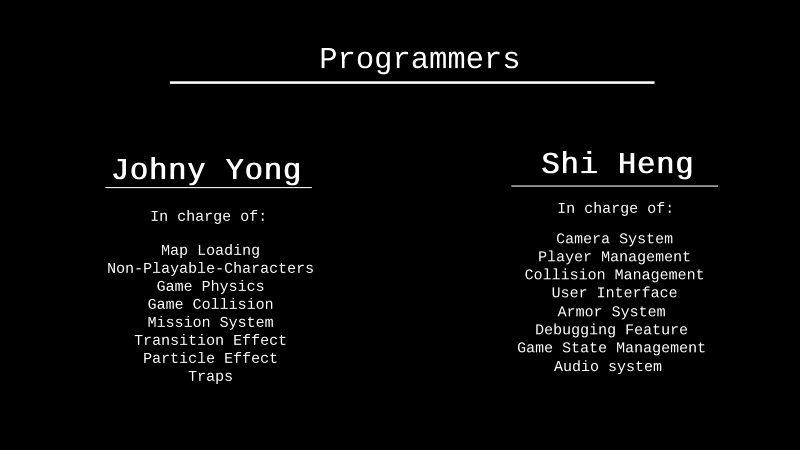 Programmers
Johny Yong
In charge of:
Map Loading
Non-Playable-Characters
Game Physics
Game Collision
Mission System
Transition Effect
Particle Effect
Traps
Shi Heng
In charge of:
Camera System
Player Management
Collision Management
User Interface
Armor System
Debugging Feature
Game State Management
Audio system